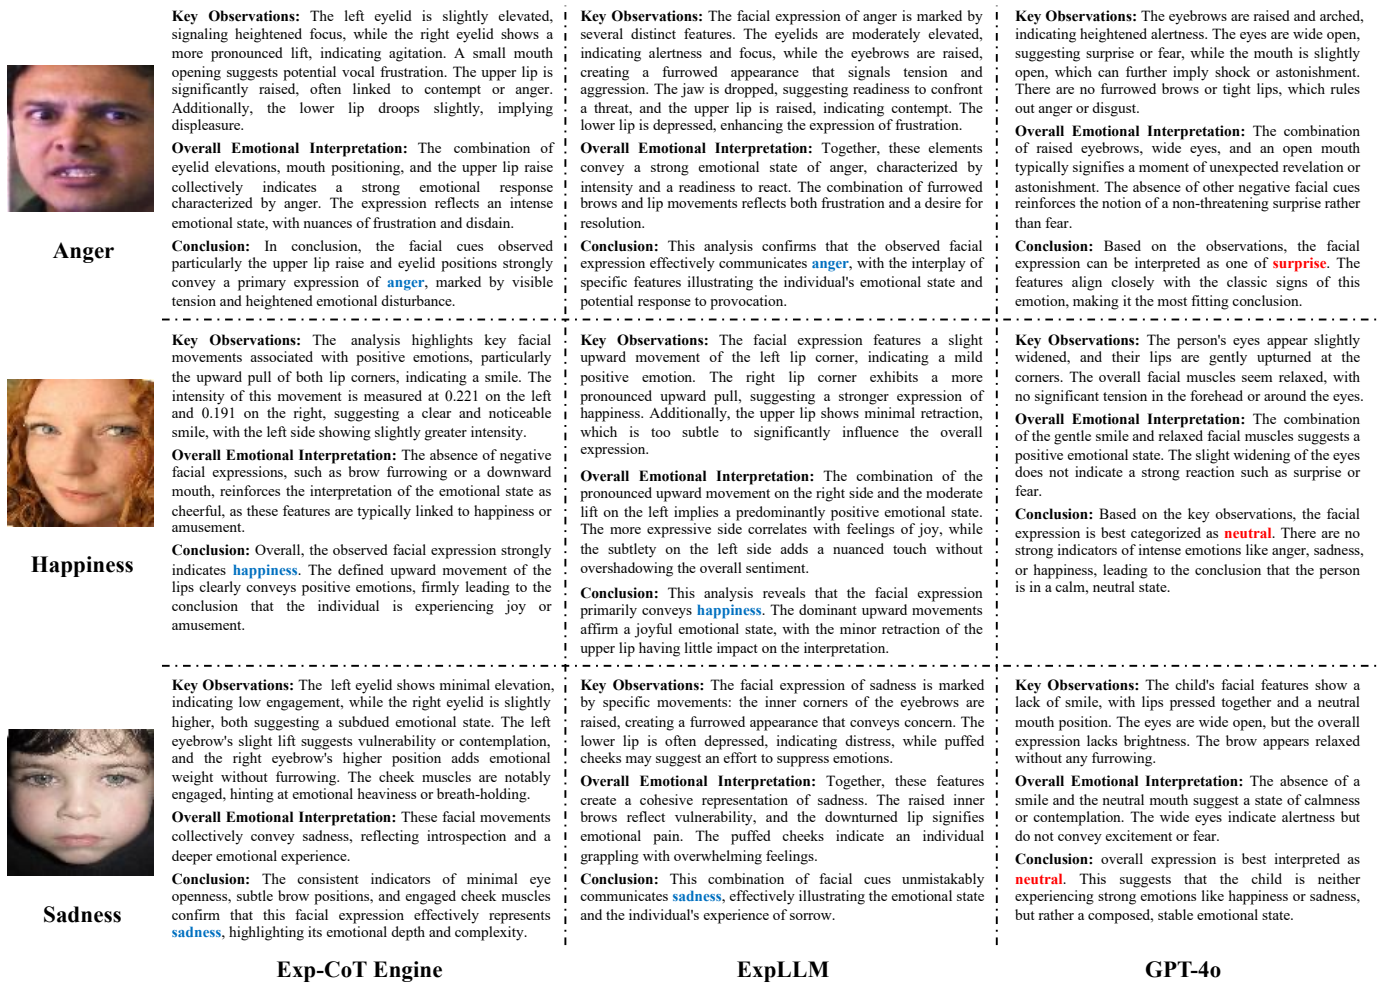 Key Observations: The left eyelid is slightly elevated,
signaling heightened focus, while the right eyelid shows a
more pronounced lift, indicating agitation. A small mouth
opening suggests potential vocal frustration. The upper lip is
significantly raised, often linked to contempt or anger.
Additionally, the lower lip droops slightly, implying
displeasure.
Overall Emotional Interpretation: The combination of
eyelid elevations, mouth positioning, and the upper lip raise
collectively indicates a strong emotional response
characterized by anger. The expression reflects an intense
emotional state, with nuances of frustration and disdain.
Conclusion: In conclusion, the facial cues observed
particularly the upper lip raise and eyelid positions strongly
convey a primary expression of anger, marked by visible
tension and heightened emotional disturbance.
Key Observations: The facial expression of anger is marked by
several distinct features. The eyelids are moderately elevated,
indicating alertness and focus, while the eyebrows are raised,
creating a furrowed appearance that signals tension and
aggression. The jaw is dropped, suggesting readiness to confront
a threat, and the upper lip is raised, indicating contempt. The
lower lip is depressed, enhancing the expression of frustration.
Overall Emotional Interpretation: Together, these elements
convey a strong emotional state of anger, characterized by
intensity and a readiness to react. The combination of furrowed
brows and lip movements reflects both frustration and a desire for
resolution.
Conclusion: This analysis confirms that the observed facial
expression effectively communicates anger, with the interplay of
specific features illustrating the individual's emotional state and
potential response to provocation.
Key Observations: The eyebrows are raised and arched,
indicating heightened alertness. The eyes are wide open,
suggesting surprise or fear, while the mouth is slightly
open, which can further imply shock or astonishment.
There are no furrowed brows or tight lips, which rules
out anger or disgust.
Overall Emotional Interpretation: The combination
of raised eyebrows, wide eyes, and an open mouth
typically signifies a moment of unexpected revelation or
astonishment. The absence of other negative facial cues
reinforces the notion of a non-threatening surprise rather
than fear.
Conclusion: Based on the observations, the facial
expression can be interpreted as one of surprise. The
features align closely with the classic signs of this
emotion, making it the most fitting conclusion.
Anger
Key Observations: The analysis highlights key facial
movements associated with positive emotions, particularly
the upward pull of both lip corners, indicating a smile. The
intensity of this movement is measured at 0.221 on the left
and 0.191 on the right, suggesting a clear and noticeable
smile, with the left side showing slightly greater intensity.
Overall Emotional Interpretation: The absence of negative
facial expressions, such as brow furrowing or a downward
mouth, reinforces the interpretation of the emotional state as
cheerful, as these features are typically linked to happiness or
amusement.
Conclusion: Overall, the observed facial expression strongly
indicates happiness. The defined upward movement of the
lips clearly conveys positive emotions, firmly leading to the
conclusion that the individual is experiencing joy or
amusement.
Key Observations: The facial expression features a slight
upward movement of the left lip corner, indicating a mild
positive emotion. The right lip corner exhibits a more
pronounced upward pull, suggesting a stronger expression of
happiness. Additionally, the upper lip shows minimal retraction,
which is too subtle to significantly influence the overall
expression.
Overall Emotional Interpretation: The combination of the
pronounced upward movement on the right side and the moderate
lift on the left implies a predominantly positive emotional state.
The more expressive side correlates with feelings of joy, while
the subtlety on the left side adds a nuanced touch without
overshadowing the overall sentiment.
Conclusion: This analysis reveals that the facial expression
primarily conveys happiness. The dominant upward movements
affirm a joyful emotional state, with the minor retraction of the
upper lip having little impact on the interpretation.
Key Observations: The person's eyes appear slightly
widened, and their lips are gently upturned at the
corners. The overall facial muscles seem relaxed, with
no significant tension in the forehead or around the eyes.
Overall Emotional Interpretation: The combination
of the gentle smile and relaxed facial muscles suggests a
positive emotional state. The slight widening of the eyes
does not indicate a strong reaction such as surprise or
fear.
Conclusion: Based on the key observations, the facial
expression is best categorized as neutral. There are no
strong indicators of intense emotions like anger, sadness,
or happiness, leading to the conclusion that the person
is in a calm, neutral state.
Happiness
Key Observations: The left eyelid shows minimal elevation,
indicating low engagement, while the right eyelid is slightly
higher, both suggesting a subdued emotional state. The left
eyebrow's slight lift suggests vulnerability or contemplation,
and the right eyebrow's higher position adds emotional
weight without furrowing. The cheek muscles are notably
engaged, hinting at emotional heaviness or breath-holding.
Overall Emotional Interpretation: These facial movements
collectively convey sadness, reflecting introspection and a
deeper emotional experience.
Conclusion: The consistent indicators of minimal eye
openness, subtle brow positions, and engaged cheek muscles
confirm that this facial expression effectively represents
sadness, highlighting its emotional depth and complexity.
Key Observations: The facial expression of sadness is marked
by specific movements: the inner corners of the eyebrows are
raised, creating a furrowed appearance that conveys concern. The
lower lip is often depressed, indicating distress, while puffed
cheeks may suggest an effort to suppress emotions.
Overall Emotional Interpretation: Together, these features
create a cohesive representation of sadness. The raised inner
brows reflect vulnerability, and the downturned lip signifies
emotional pain. The puffed cheeks indicate an individual
grappling with overwhelming feelings.
Conclusion: This combination of facial cues unmistakably
communicates sadness, effectively illustrating the emotional state
and the individual's experience of sorrow.
Key Observations: The child's facial features show a
lack of smile, with lips pressed together and a neutral
mouth position. The eyes are wide open, but the overall
expression lacks brightness. The brow appears relaxed
without any furrowing.
Overall Emotional Interpretation: The absence of a
smile and the neutral mouth suggest a state of calmness
or contemplation. The wide eyes indicate alertness but
do not convey excitement or fear.
Conclusion: overall expression is best interpreted as
neutral. This suggests that the child is neither
experiencing strong emotions like happiness or sadness,
but rather a composed, stable emotional state.
Sadness
Exp-CoT Engine
ExpLLM
GPT-4o